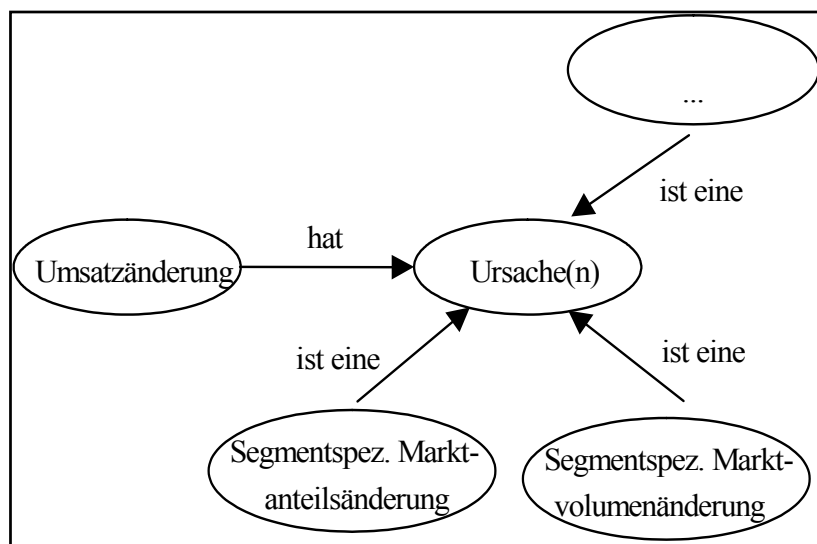 ...
ist eine
hat
Umsatzänderung
Ursache(n)
ist eine
ist eine
Segmentspez. Markt-
anteilsänderung
Segmentspez. Markt-
volumenänderung